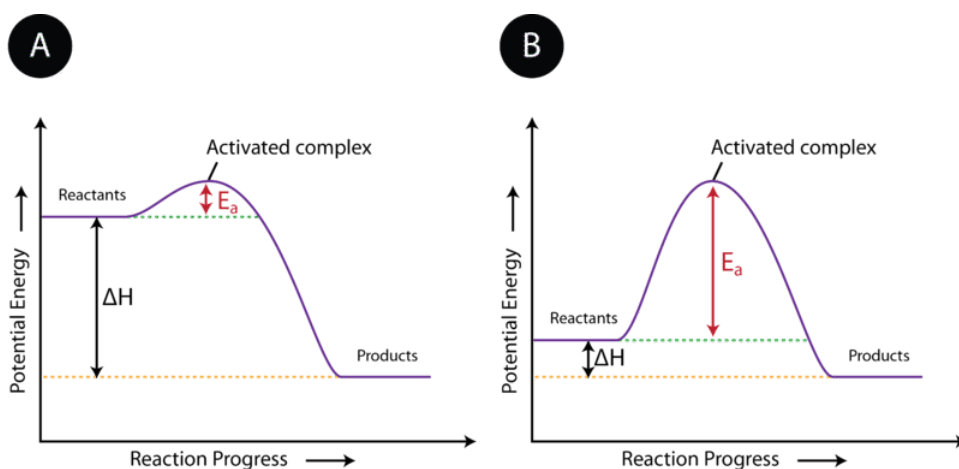 A
Activated complex
Reactants
Eₐ
ΔH
Products
Potential Energy
Reaction Progress
B
Activated complex
Eₐ
Reactants
ΔH
Products
Potential Energy
Reaction Progress